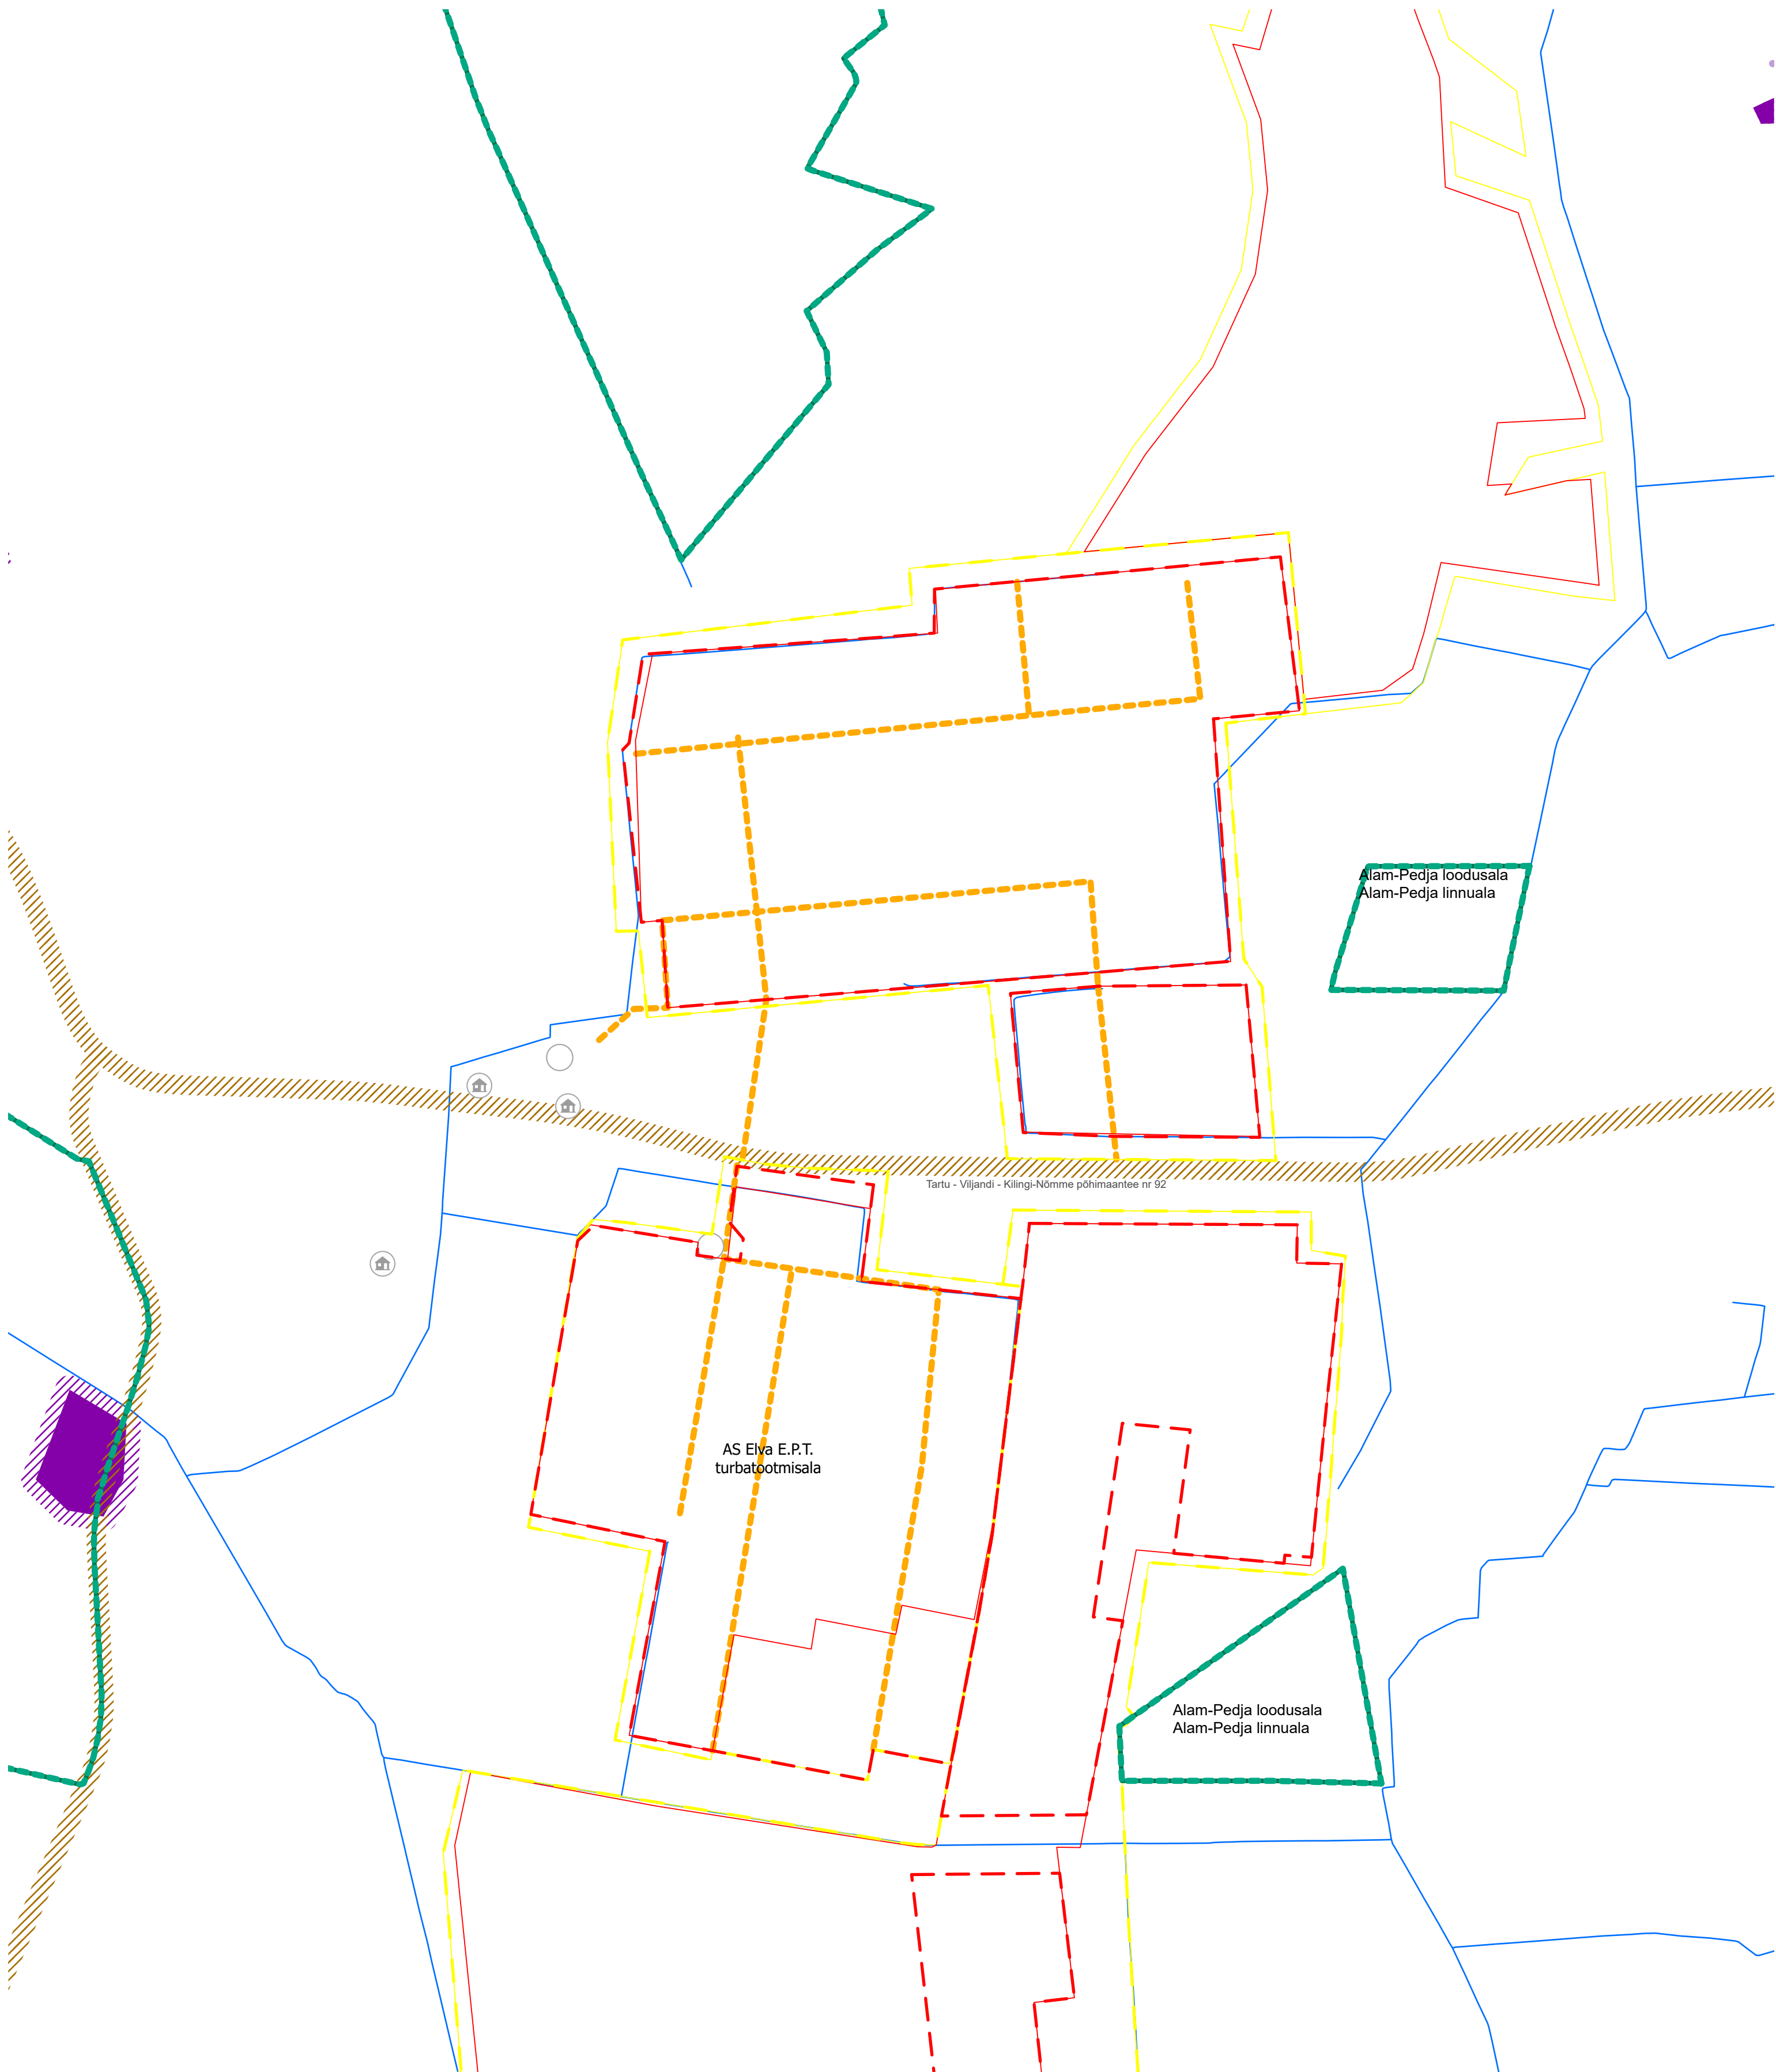 Alam-Pedja loodusala
Alam-Pedja linnuala
Tartu - Viljandi - Kilingi-Nõmme põhimaantee nr 92
AS Elva E.P.T.
turbatootmisala
Alam-Pedja loodusala
Alam-Pedja linnuala